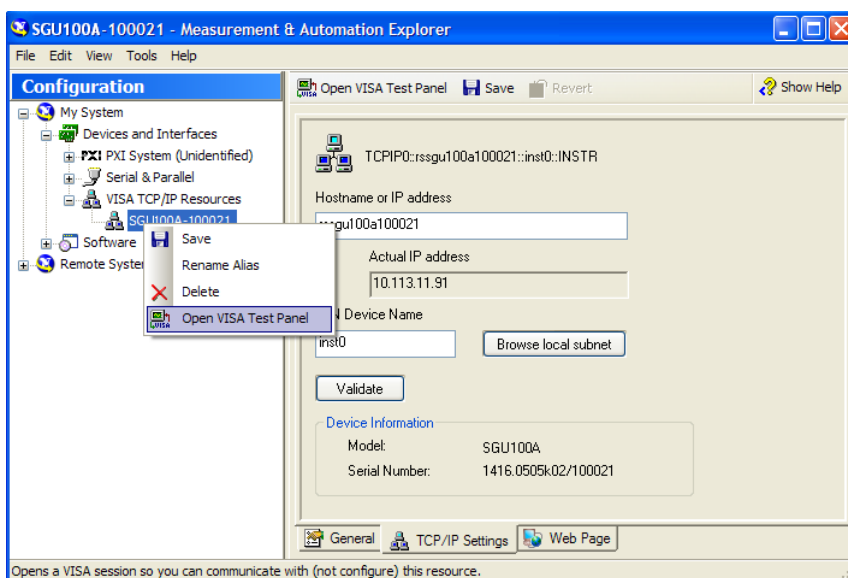 SGU100A-100021 - Measurement & Automation Explorer
File Edit View Tools Help
Configuration
Open VISA Test Panel Save Revert Show Help
My System
Devices and Interfaces
PXI PXI System (Unidentified)
Serial & Parallel
VISA TCP/IP Resources
SGU100A-100021
Software
Remote Syste
Save
Rename Alias
Delete
Open VISA Test Panel
TCPIP0::rssgu100a100021::inst0::INSTR
Hostname or IP address
gu100a100021
Actual IP address
10.113.11.91
Device Name
inst0
Browse local subnet
Validate
Device Information
Model: SGU100A
Serial Number: 1416.0505k02/100021
General TCP/IP Settings Web Page
Opens a VISA session so you can communicate with (not configure) this resource.